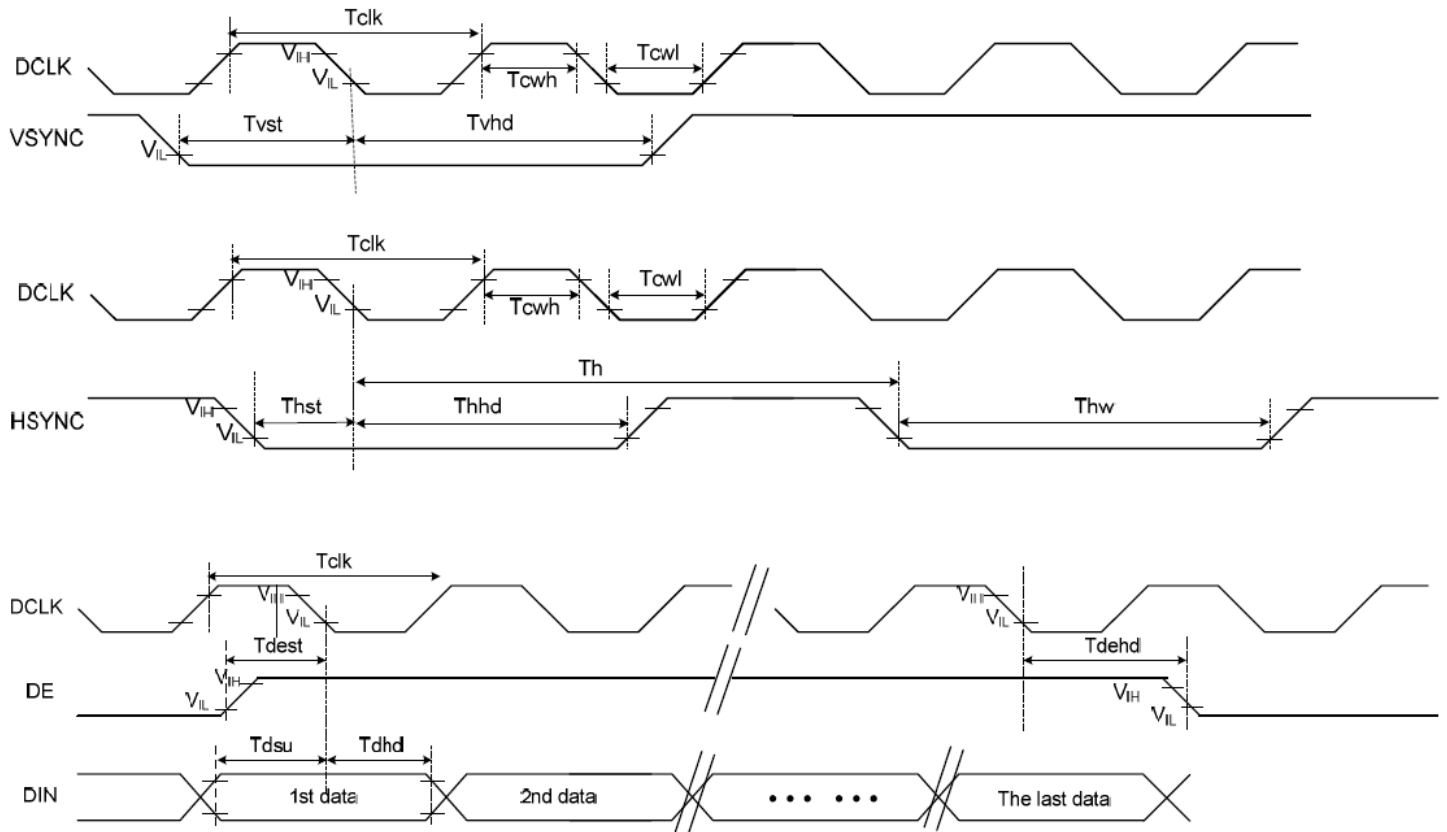 Tclk
DCLK
VIH
VIL
Tcwh
Tcwl
VSYNC
VIL
Tvst
Tvhd
Tclk
DCLK
VIH
VIL
Tcwh
Tcwl
Th
HSYNC
VIH
VIL
Thst
Thhd
Thw
Tclk
DCLK
VIH
VIL
VIH
VIL
Tdest
Tdehd
DE
VIH
VIL
VIH
VIL
Tdsu
Tdhd
DIN
1st data
2nd data
••• •••
The last data